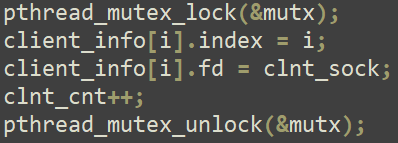 pthread_mutex_lock(&mutx);
client_info[i].index = i;
client_info[i].fd = clnt_sock;
clnt_cnt++;
pthread_mutex_unlock(&mutx);